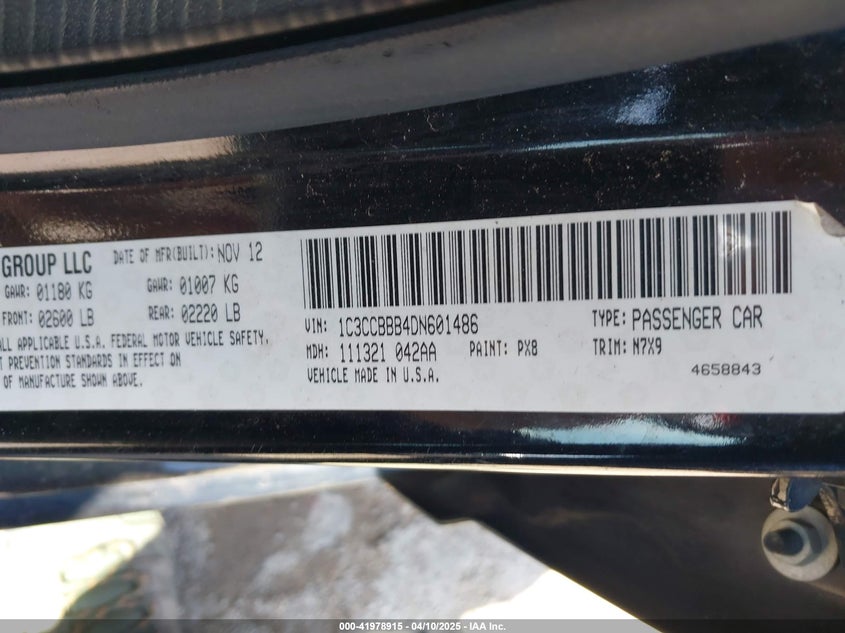 GROUP LLC DATE OF MFR(BUILT): NOV 12
GAWR: 01180 KG GAWR: 01007 KG
FRONT: 02600 LB REAR: 02220 LB
ALL APPLICABLE U.S.A. FEDERAL MOTOR VEHICLE SAFETY,
T PREVENTION STANDARDS IN EFFECT ON
OF MANUFACTURE SHOWN ABOVE.
VIN: 1C3CCBBB4DN601486 TYPE: PASSENGER CAR
MDH: 111321 042AA PAINT: PX8 TRIM: N7X9
VEHICLE MADE IN U.S.A. 4658843
000-41978915 - 04/10/2025 - IAA Inc.